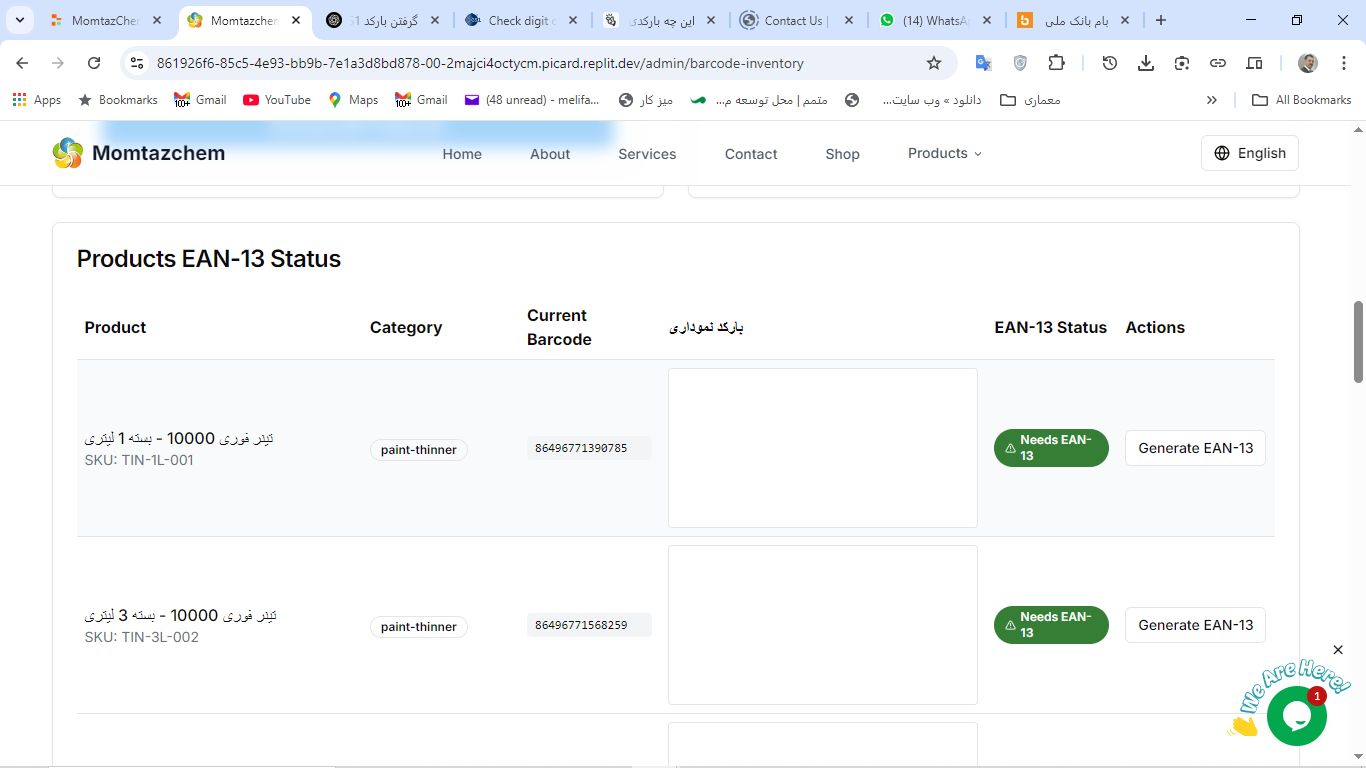 MomtazChe
Momtazchem
گرفتن بارکد S1
Check digit c
این چه بارکدی
Contact Us |
(14) WhatsA
بام بانک ملی
861926f6-85c5-4e93-bb9b-7e1a3d8bd878-00-2majci4octycm.picard.replit.dev/admin/barcode-inventory
Apps
Bookmarks
Gmail
YouTube
Maps
Gmail
(48 unread) - melifa...
میز کار
متمم | محل توسعه م...
دانلود » وب سایت...
معماری
All Bookmarks
Momtazchem
Home
About
Services
Contact
Shop
Products
English
Products EAN-13 Status
Product
Category
Current
Barcode
بارکد نموداری
EAN-13 Status
Actions
تینر فوری 10000 - بسته 1 لیتری
SKU: TIN-1L-001
paint-thinner
86496771390785
Needs EAN-
13
Generate EAN-13
تینر فوری 10000 - بسته 3 لیتری
SKU: TIN-3L-002
paint-thinner
86496771568259
Needs EAN-
13
Generate EAN-13
We Are Here!
1